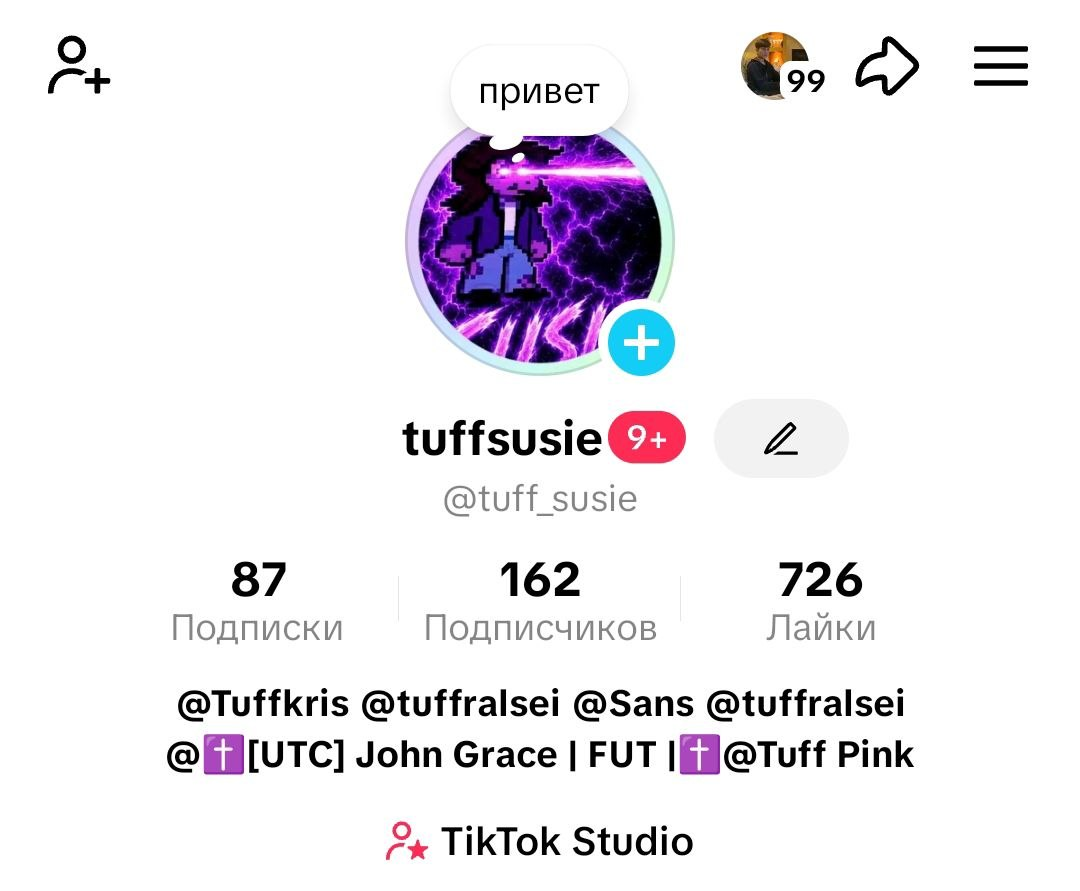 привет
99
tuffsusie 9+
@tuff_susie
87 162 726
Подписки Подписчиков Лайки
@Tuffkris @tuffralsei @Sans @tuffralsei
@✝️[UTC] John Grace | FUT |✝️@Tuff Pink
TikTok Studio